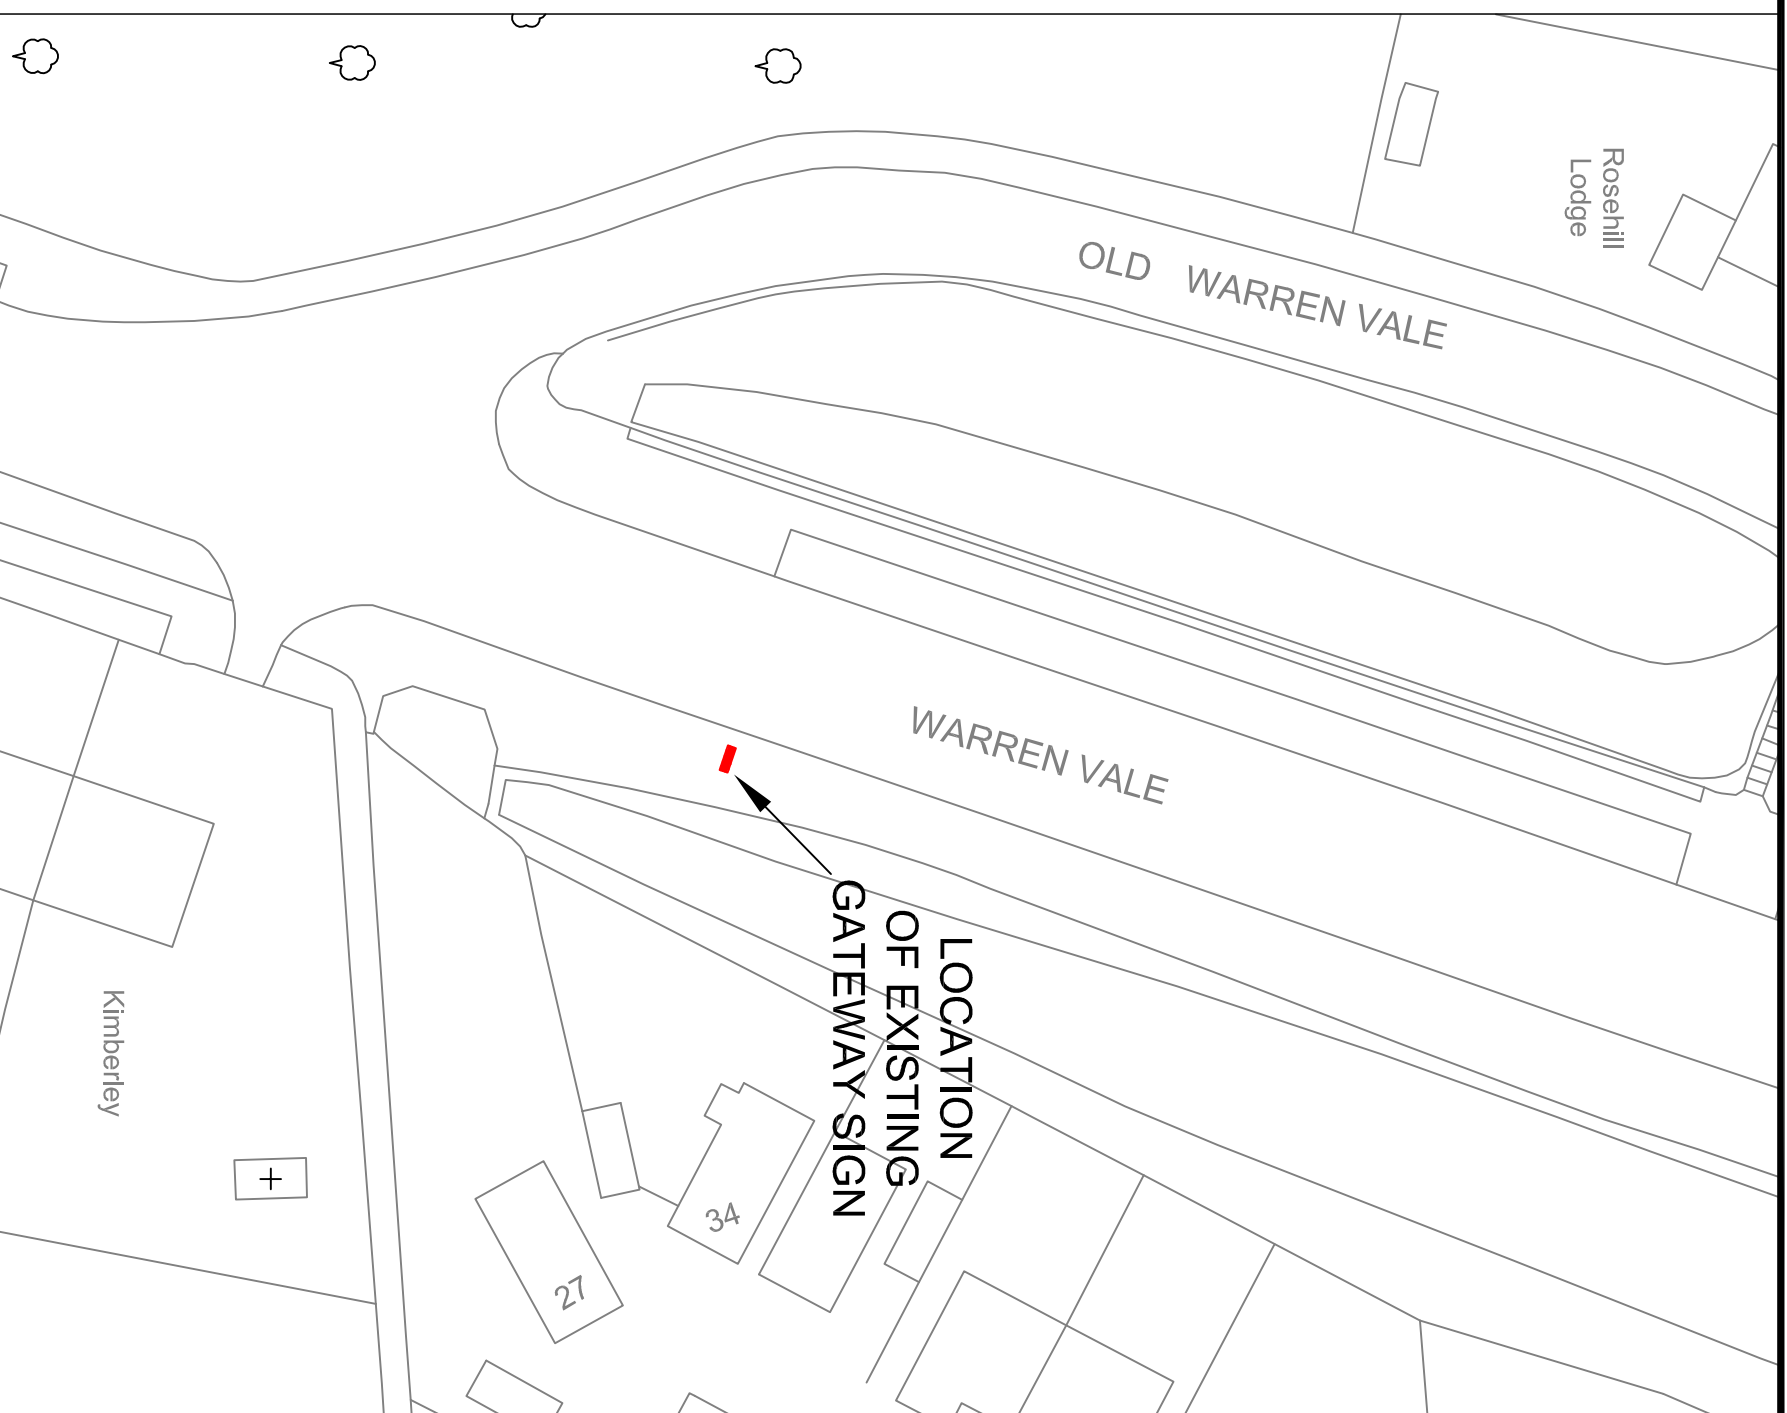 Rosehill
Lodge
OLD WARREN VALE
WARREN VALE
LOCATION
OF EXISTING
GATEWAY SIGN
Kimberley
34
27